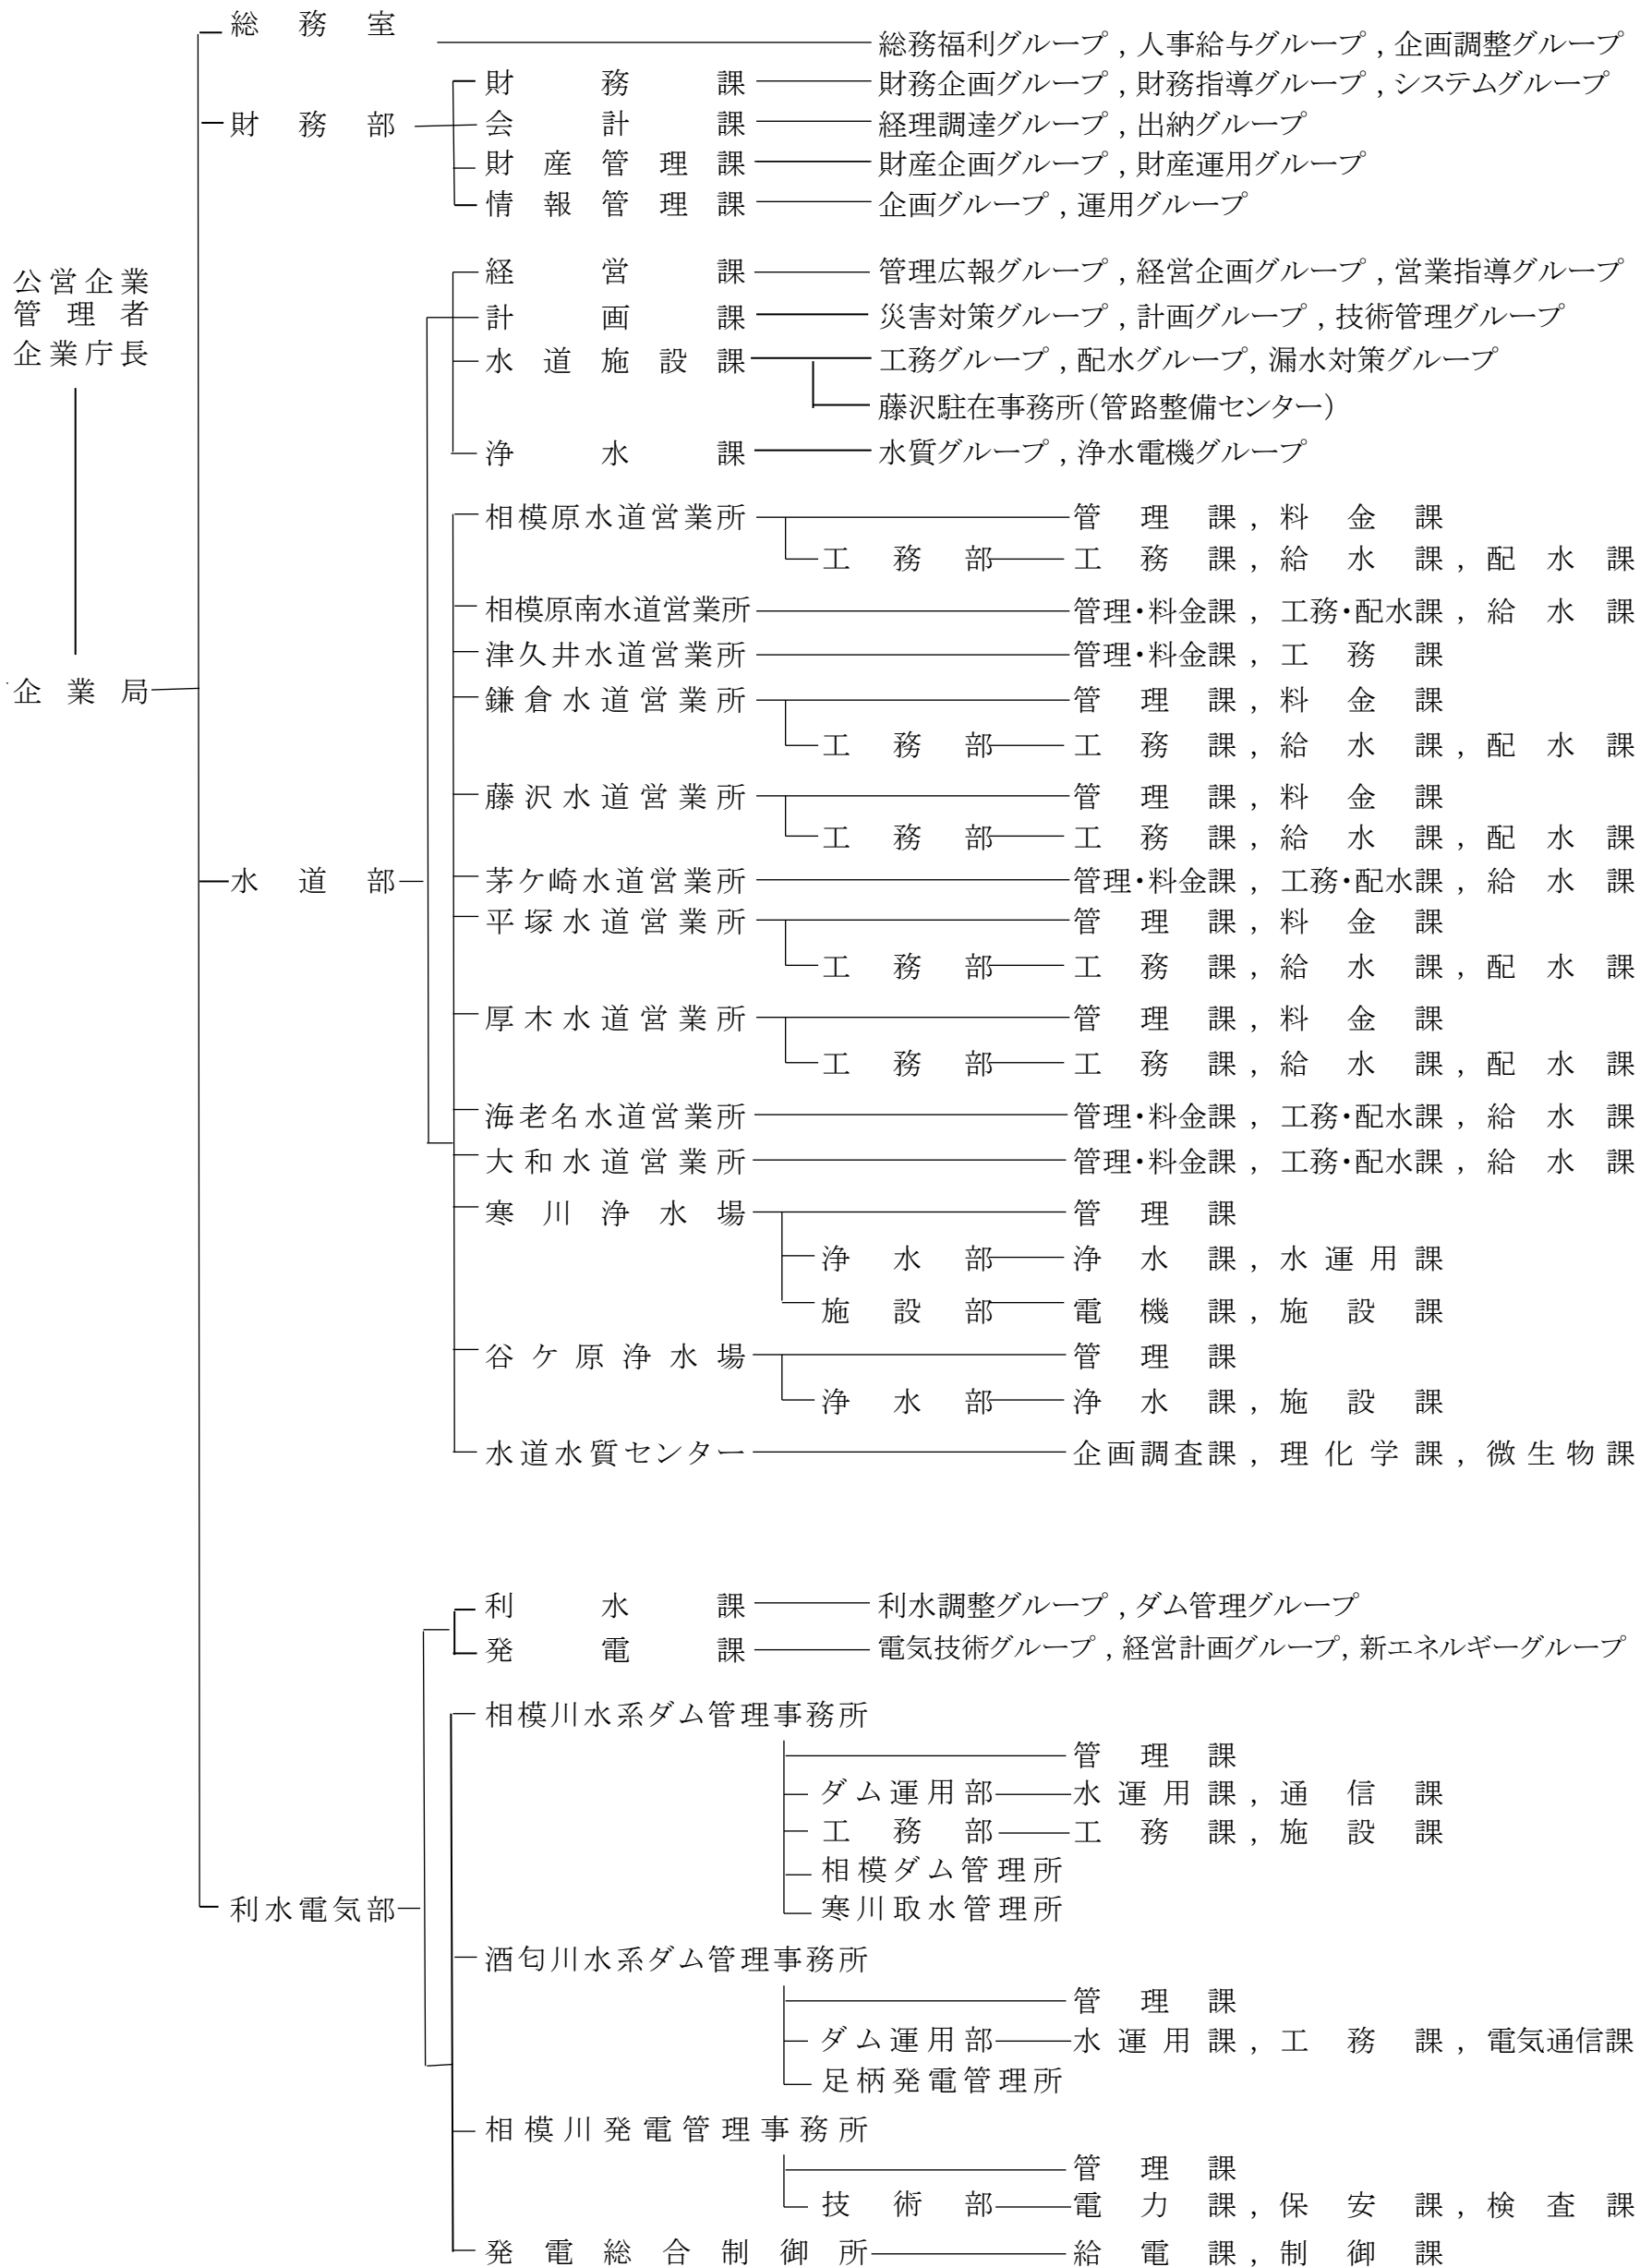 総務室
総務福利グループ , 人事給与グループ , 企画調整グループ
財務課 財務企画グループ , 財務指導グループ , システムグループ
財務部 会計課 経理調達グループ , 出納グループ
財産管理課 財産企画グループ , 財産運用グループ
情報管理課 企画グループ , 運用グループ
公営企業
管理者
企業庁長
経営課 管理広報グループ , 経営企画グループ , 営業指導グループ
計画課 災害対策グループ , 計画グループ , 技術管理グループ
水道施設課 工務グループ , 配水グループ, 漏水対策グループ
藤沢駐在事務所(管路整備センター)
浄水課 水質グループ , 浄水電機グループ
相模原水道営業所 管理課 , 料金課
工務部 工務課 , 給水課 , 配水課
相模原南水道営業所 管理・料金課 , 工務・配水課 , 給水課
津久井水道営業所 管理・料金課 , 工務課
企業局 鎌倉水道営業所 管理課 , 料金課
工務部 工務課 , 給水課 , 配水課
藤沢水道営業所 管理課 , 料金課
工務部 工務課 , 給水課 , 配水課
水道部 茅ケ崎水道営業所 管理・料金課 , 工務・配水課 , 給水課
平塚水道営業所 管理課 , 料金課
工務部 工務課 , 給水課 , 配水課
厚木水道営業所 管理課 , 料金課
工務部 工務課 , 給水課 , 配水課
海老名水道営業所 管理・料金課 , 工務・配水課 , 給水課
大和水道営業所 管理・料金課 , 工務・配水課 , 給水課
寒川浄水場 管理課
浄水部 浄水課 , 水運用課
施設部 電機課 , 施設課
谷ケ原浄水場 管理課
浄水部 浄水課 , 施設課
水道水質センター 企画調査課 , 理化学課 , 微生物課
利水課 利水調整グループ , ダム管理グループ
発電課 電気技術グループ , 経営計画グループ, 新エネルギーグループ
相模川水系ダム管理事務所
管理課
ダム運用部 水運用課 , 通信課
工務部 工務課 , 施設課
相模ダム管理所
利水電気部 寒川取水管理所
酒匂川水系ダム管理事務所
管理課
ダム運用部 水運用課 , 工務課 , 電気通信課
足柄発電管理所
相模川発電管理事務所
管理課
技術部 電力課 , 保安課 , 検査課
発電総合制御所 給電課 , 制御課